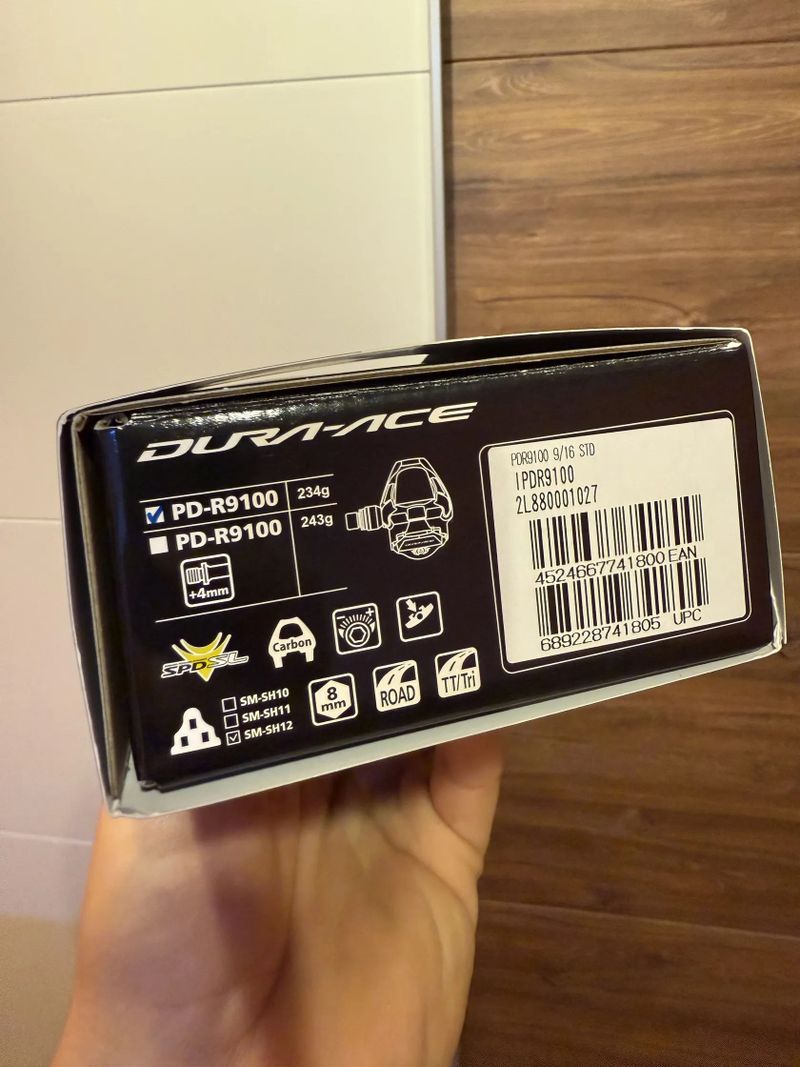 DURA-ACE
PD-R9100 234g
PD-R9100 243g
+4mm
PDR9100 9/16 STD
IPDR9100
2L880001027
4524667741800 EAN
689228741805 UPC
SPD-SL
Carbon
+
SM-SH10
SM-SH11
SM-SH12
8
mm
ROAD
TT/Tri